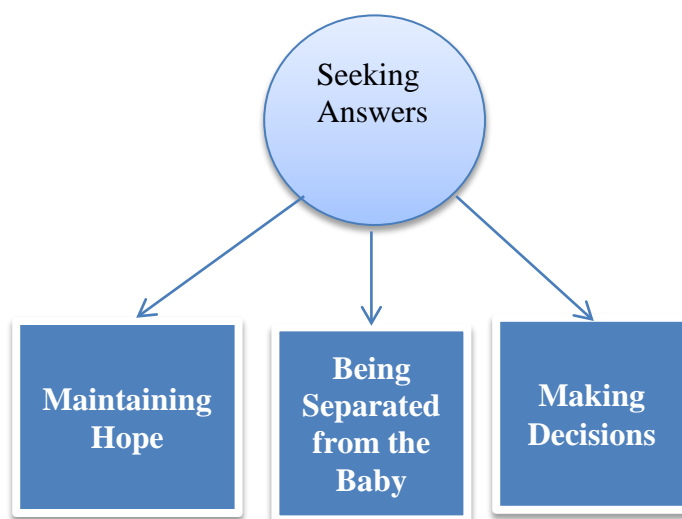 Seeking
Answers
Maintaining
Hope
Being
Separated
from the
Baby
Making
Decisions